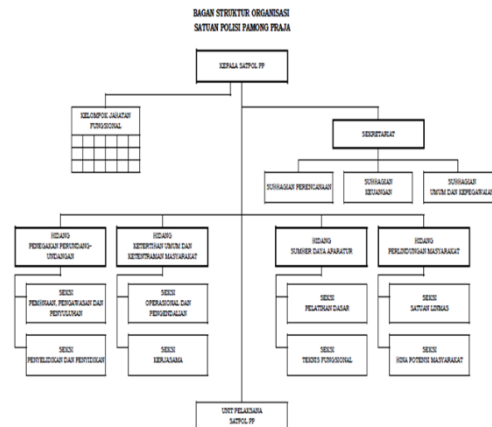 BAGAN STRUKTUR ORGANISASI
SATUAN POLISI PAMONG PRAJA
KEPALA SATPOL PP
KELOMPOK JABATAN
FUNGSIONAL
SEKRETARIAT
SUBBAGIAN PERENCANAAN
SUBBAGIAN
KEUANGAN
SUBBAGIAN
UMUM DAN KEPEGAWAIAN
BIDANG
PENEGAKAN PERUNDANG-
UNDANGAN
BIDANG
KETERTIBAN UMUM DAN
KETENTRAMAN MASYARAKAT
BIDANG
SUMBER DAYA APARATUR
BIDANG
PERLINDUNGAN MASYARAKAT
SEKSI
PEMBINAAN, PENGAWASAN DAN
PENYULUHAN
SEKSI
OPERASIONAL DAN
PENGENDALIAN
SEKSI
PELATIHAN DASAR
SEKSI
SATUAN LINMAS
SEKSI
PENYELIDIKAN DAN PENYIDIKAN
SEKSI
KERJASAMA
SEKSI
TEKNIS FUNGSIONAL
SEKSI
BINA POTENSI MASYARAKAT
UNIT PELAKSANA
SATPOL PP